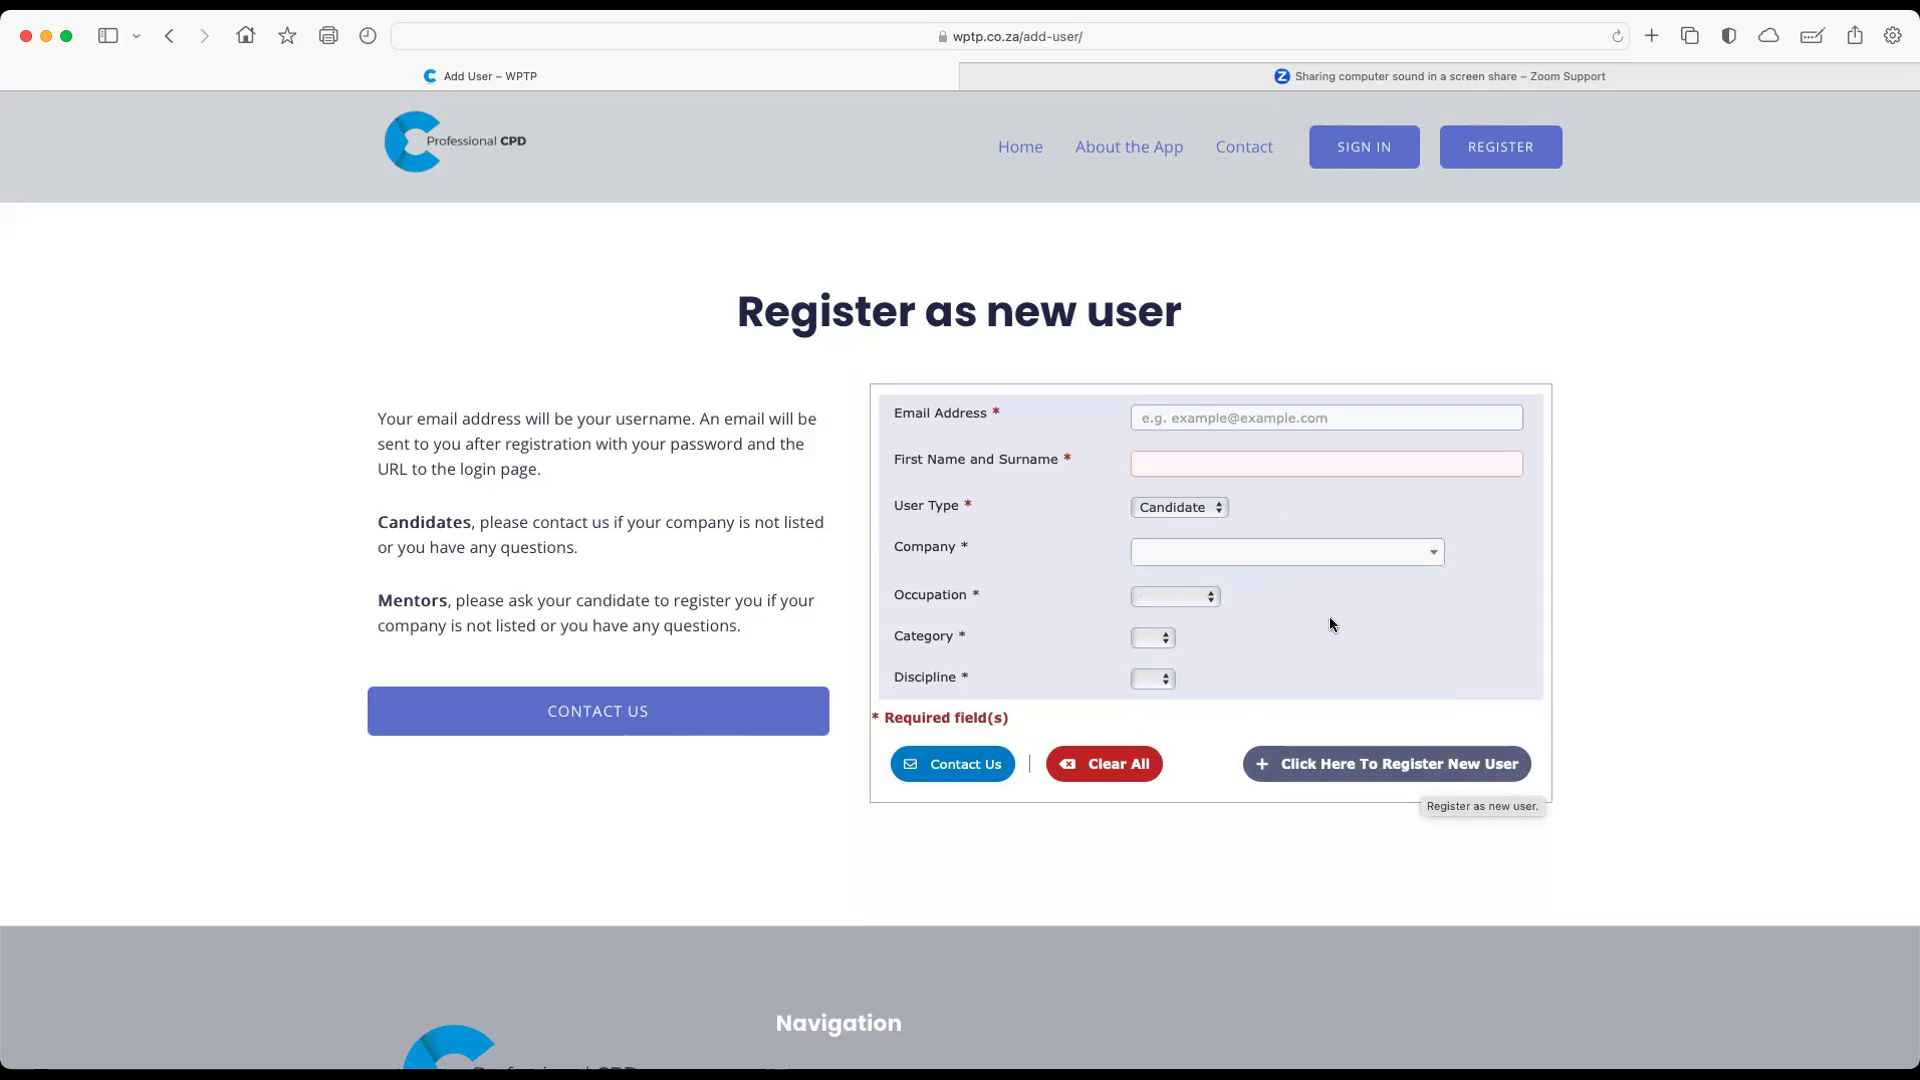 wptp.co.za/add-user/
Add User – WPTP
Sharing computer sound in a screen share – Zoom Support
Professional CPD
Home
About the App
Contact
SIGN IN
REGISTER
Register as new user
Your email address will be your username. An email will be
sent to you after registration with your password and the
URL to the login page.
Candidates, please contact us if your company is not listed
or you have any questions.
Mentors, please ask your candidate to register you if your
company is not listed or you have any questions.
CONTACT US
Email Address *
e.g. example@example.com
First Name and Surname *
User Type *
Candidate
Company *
Occupation *
Category *
Discipline *
* Required field(s)
Contact Us
Clear All
+ Click Here To Register New User
Register as new user.
Navigation
Professional CPD